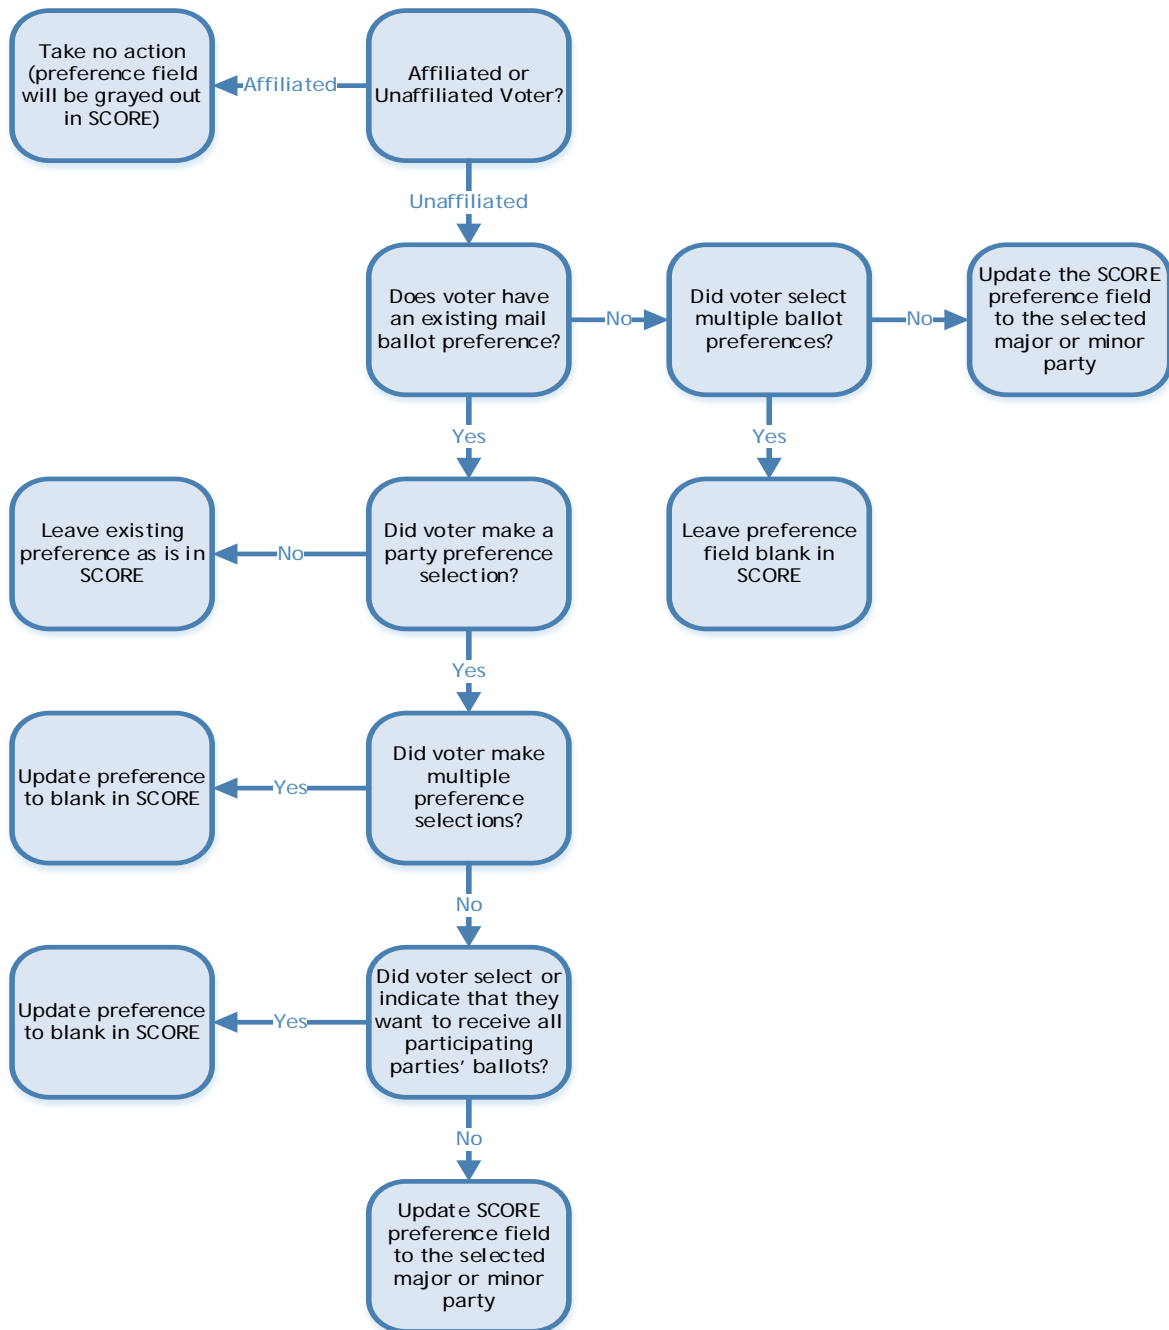 Take no action
(preference field
will be grayed out
in SCORE)
Affiliated
Affiliated or
Unaffiliated Voter?
Unaffiliated
Does voter have
an existing mail
ballot preference?
No
Did voter select
multiple ballot
preferences?
No
Update the SCORE
preference field
to the selected
major or minor
party
Yes
Yes
Leave existing
preference as is in
SCORE
No
Did voter make a
party preference
selection?
Leave preference
field blank in
SCORE
Yes
Update preference
to blank in SCORE
Yes
Did voter make
multiple
preference
selections?
No
Update preference
to blank in SCORE
Yes
Did voter select or
indicate that they
want to receive all
participating
parties’ ballots?
No
Update SCORE
preference field
to the selected
major or minor
party